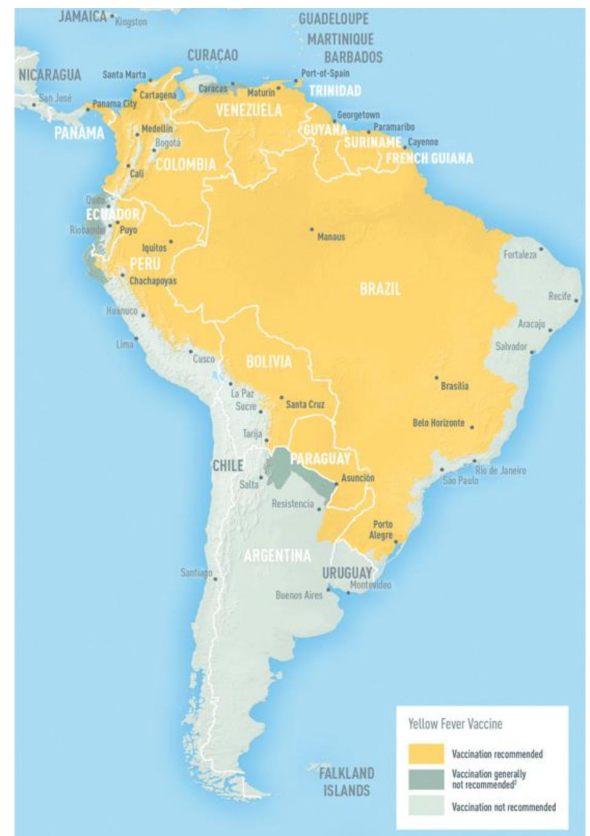 JAMAICA
Kingston
GUADELOUPE
MARTINIQUE
BARBADOS
CURAÇAO
NICARAGUA
Santa Marta
Port-of-Spain
San José
Cartagena
Caracas
Maturin
TRINIDAD
Panama City
VENEZUELA
PANAMA
Georgetown
Medellín
GUYANA
Paramaribo
Bogotá
SURINAME
Cayenne
COLOMBIA
FRENCH GUIANA
Cali
Quito
ECUADOR
Riobamba
Puyo
Iquitos
Manaus
PERU
Fortaleza
Chachapoyas
BRAZIL
Recife
Huánuco
Aracaju
Lima
Salvador
Cusco
BOLIVIA
La Paz
Brasília
Sucre
Santa Cruz
Belo Horizonte
Tarija
PARAGUAY
CHILE
Rio de Janeiro
Salta
Asunción
São Paulo
Resistencia
Porto
Alegre
ARGENTINA
Santiago
URUGUAY
Montevideo
Buenos Aires
FALKLAND
ISLANDS
Yellow Fever Vaccine
Vaccination recommended
Vaccination generally
not recommended²
Vaccination not recommended